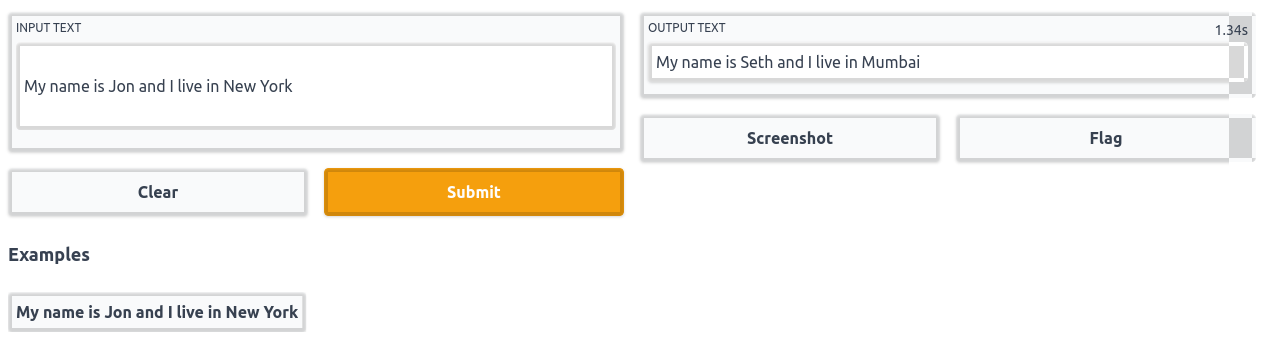 INPUT TEXT
My name is Jon and I live in New York
Clear
Submit
Examples
My name is Jon and I live in New York
OUTPUT TEXT
1.34s
My name is Seth and I live in Mumbai
Screenshot
Flag